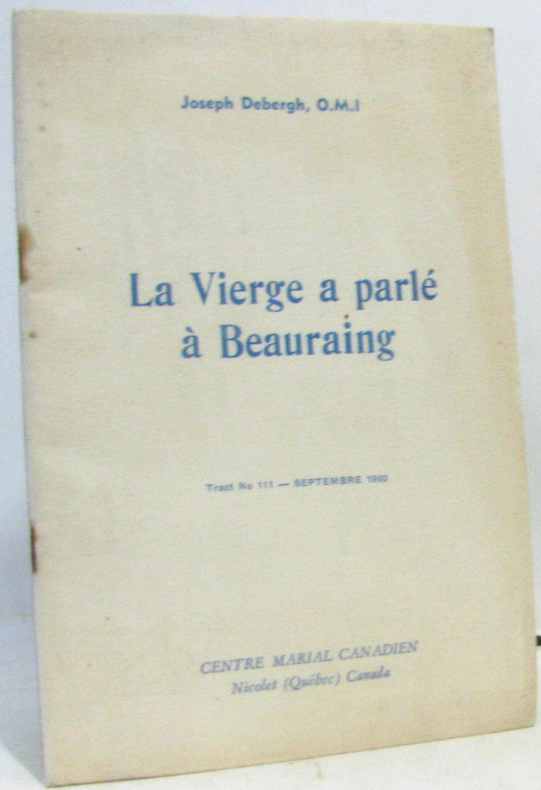 Joseph Debergh, O.M.I
La Vierge a parlé
à Beauraing
Tract No 111 — SEPTEMBRE 1960
CENTRE MARIAL CANADIEN
Nicolet (Québec) Canada